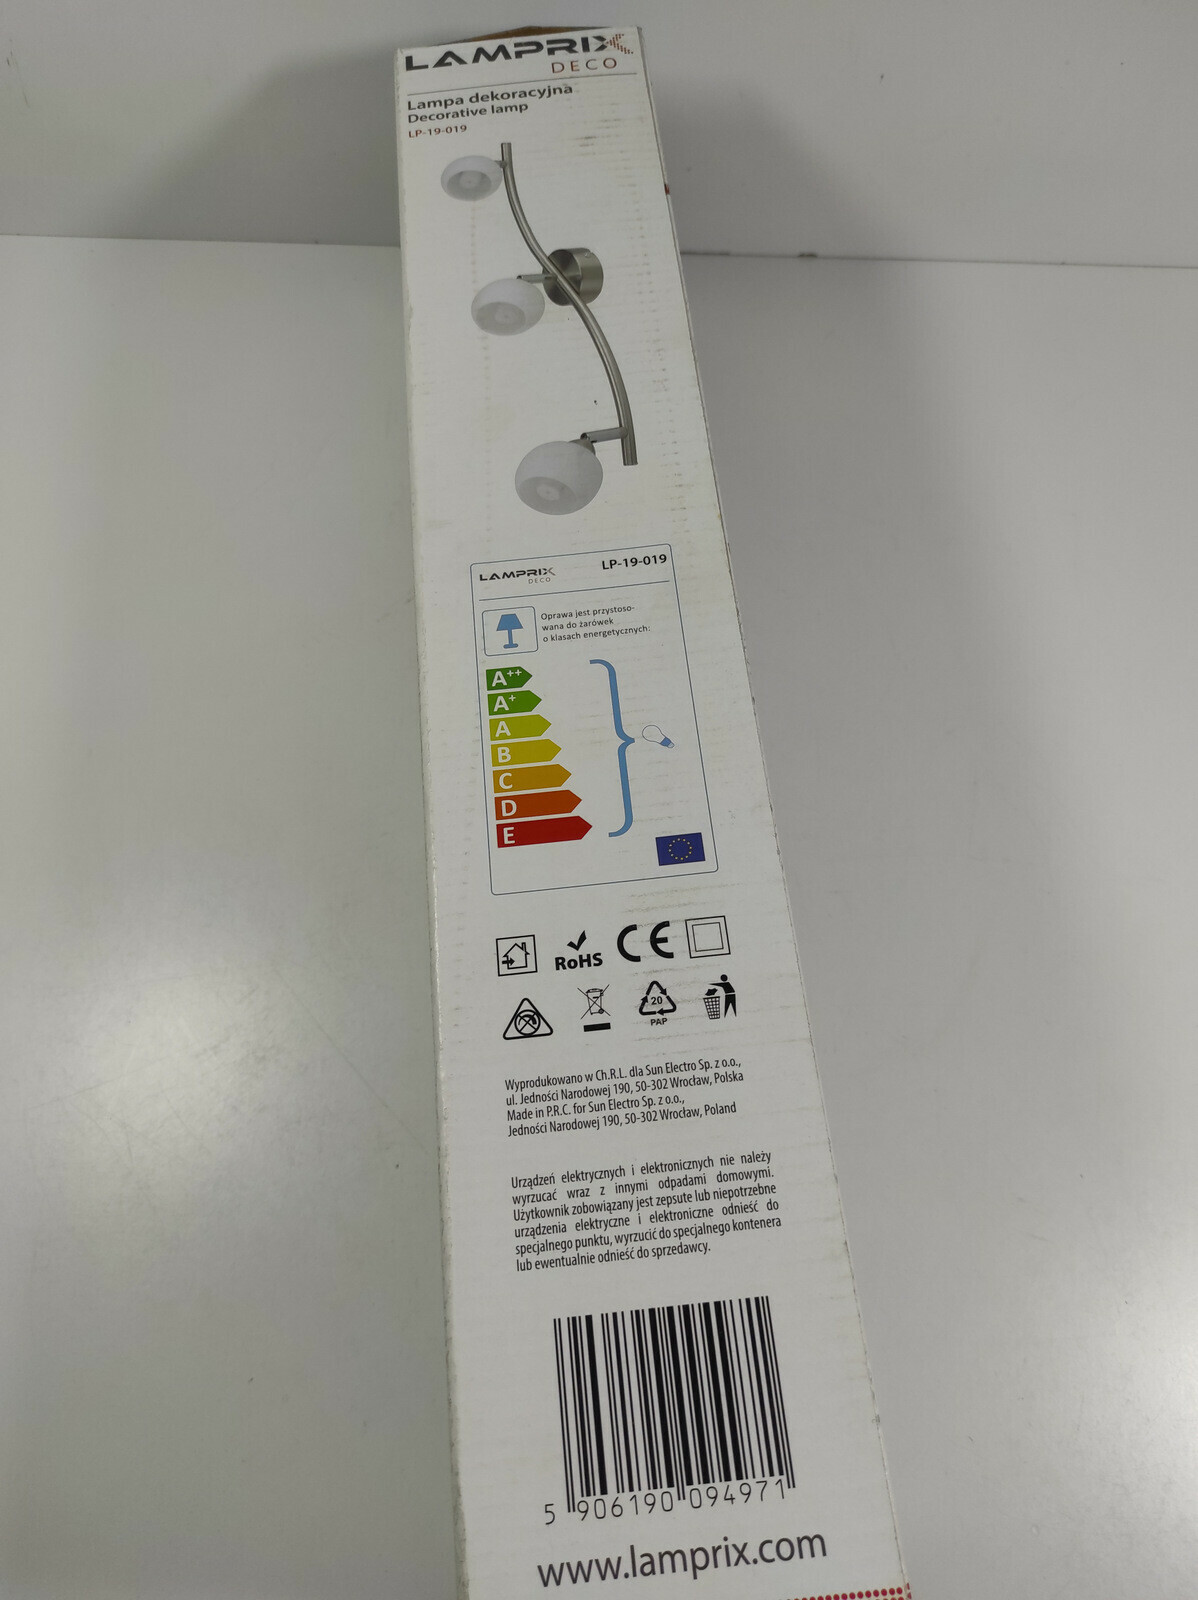 LAMPRIX
DECO
Lampa dekoracyjna
Decorative lamp
LP-19-019
LAMPRIX
DECO
LP-19-019
Oprawa jest przystoso-
wana do żarówek
o klasach energetycznych:
A++
A+
A
B
C
D
E
RoHS
CE
20
PAP
Wyprodukowano w Ch.R.L. dla Sun Electro Sp. z o.o.,
ul. Jedności Narodowej 190, 50-302 Wrocław, Polska
Made in P.R.C. for Sun Electro Sp. z o.o.,
Jedności Narodowej 190, 50-302 Wrocław, Poland
Urządzeń elektrycznych i elektronicznych nie należy
wyrzucać wraz z innymi odpadami domowymi.
Użytkownik zobowiązany jest zepsute lub niepotrzebne
urządzenia elektryczne i elektroniczne odnieść do
specjalnego punktu, wyrzucić do specjalnego kontenera
lub ewentualnie odnieść do sprzedawcy.
5 906190 094971
www.lamprix.com